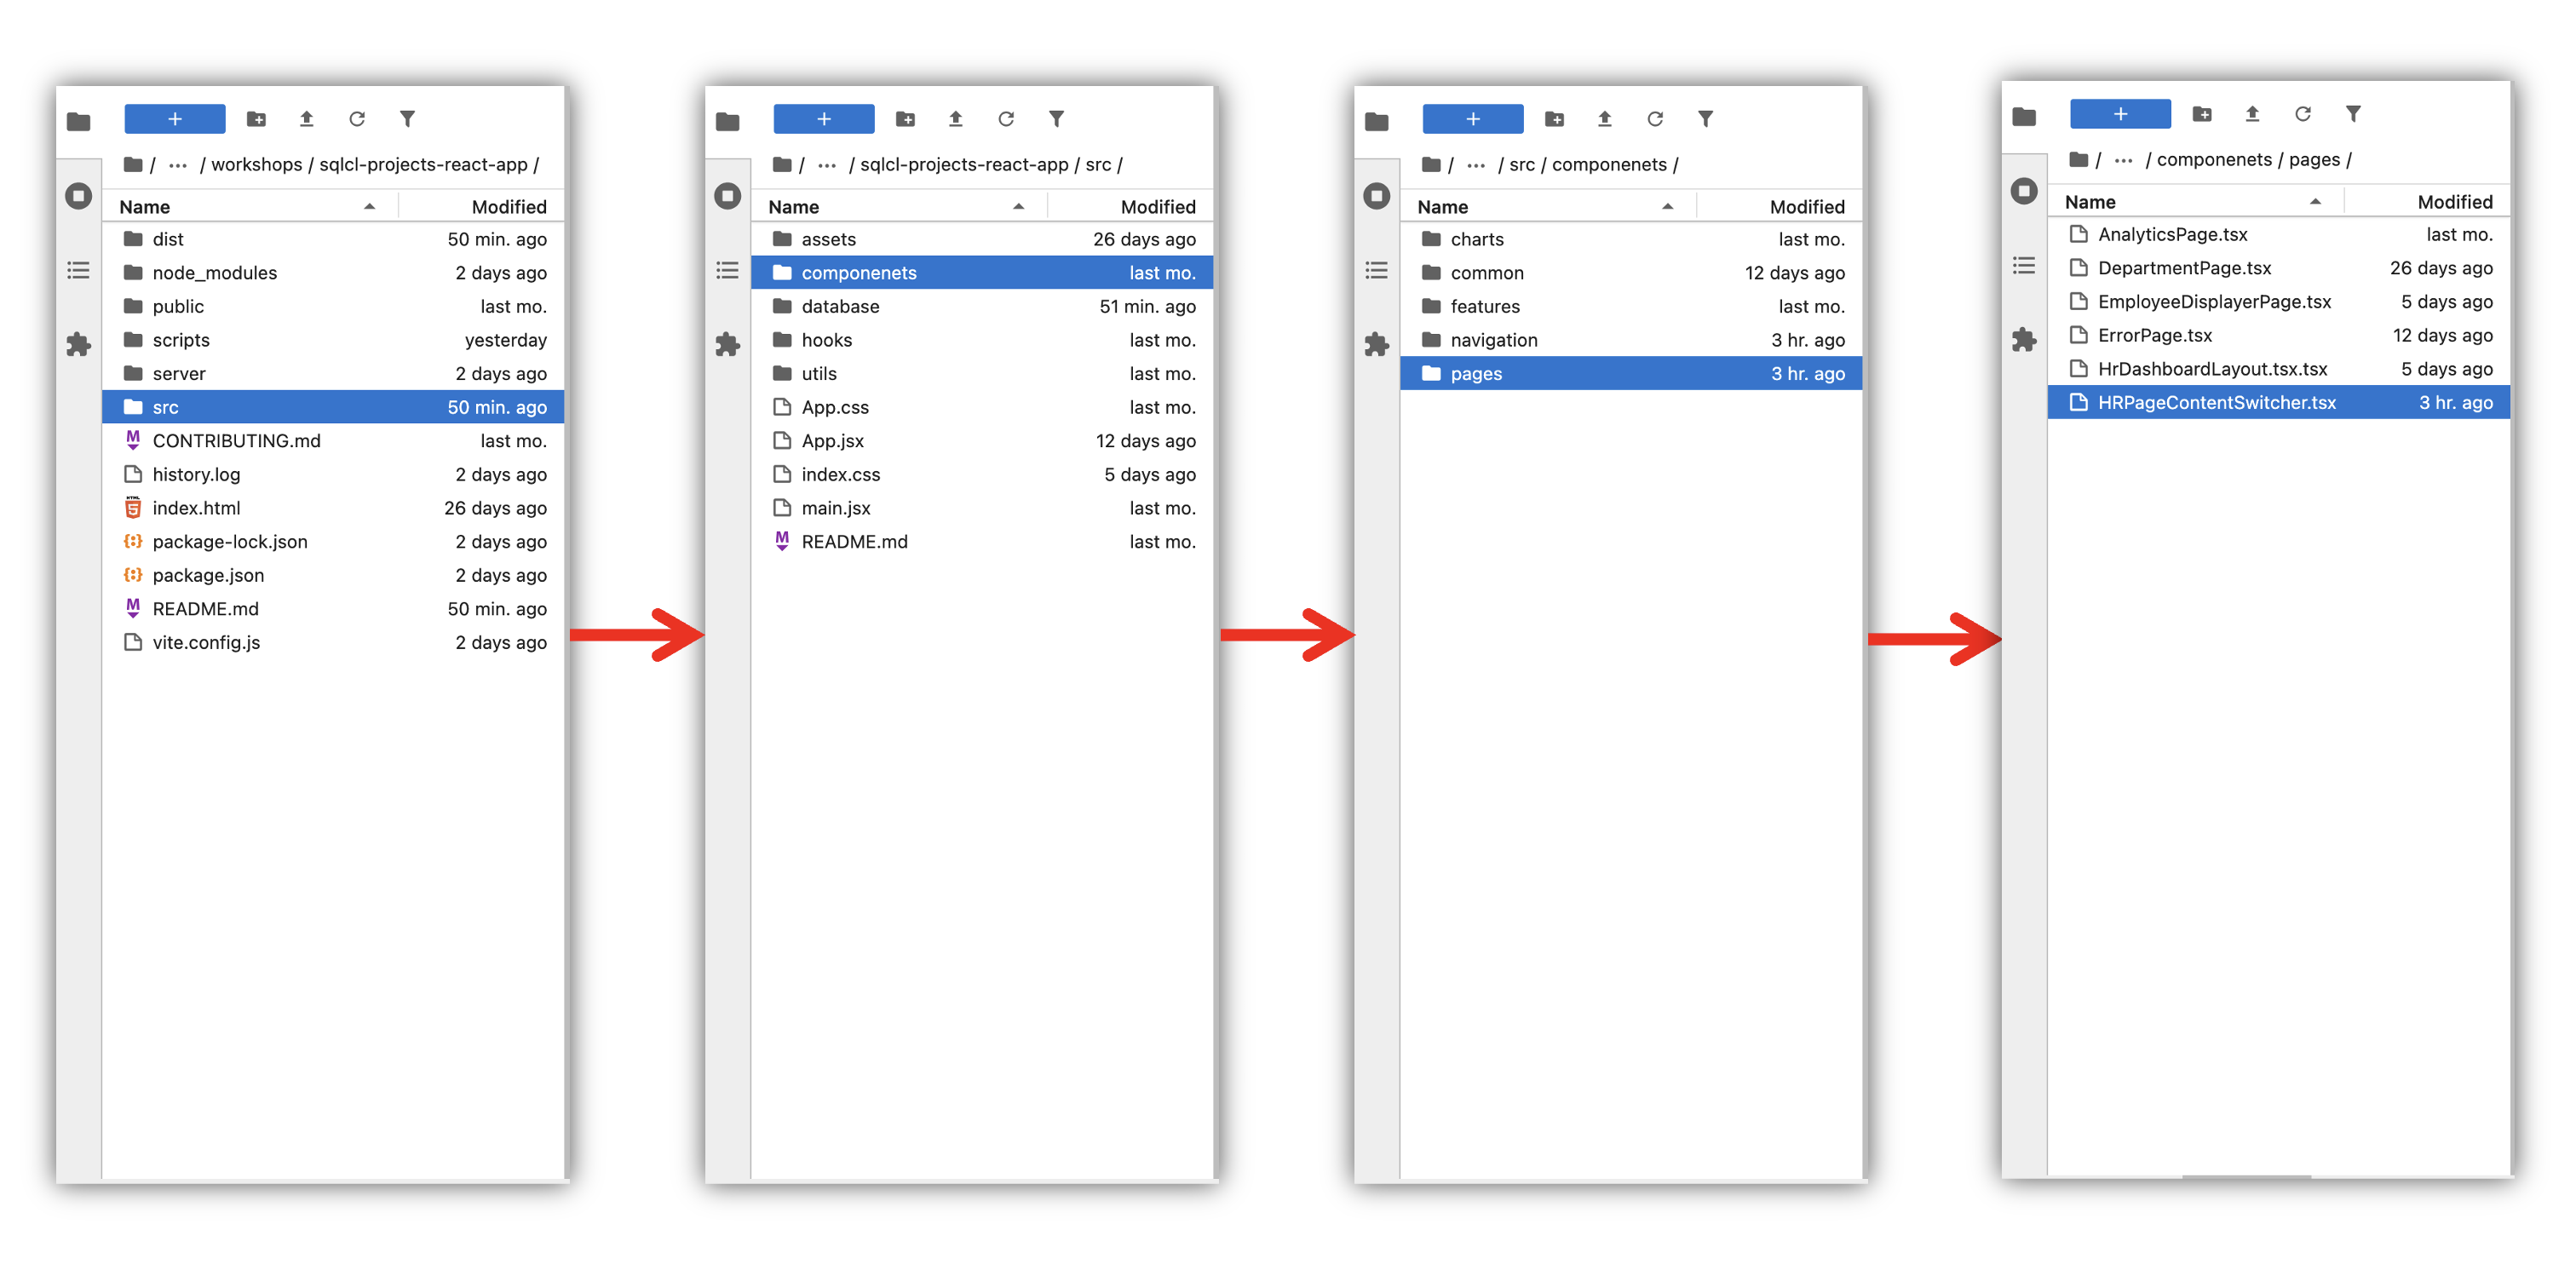 / ··· / workshops / sqlcl-projects-react-app /
Name Modified
dist 50 min. ago
node_modules 2 days ago
public last mo.
scripts yesterday
server 2 days ago
src 50 min. ago
CONTRIBUTING.md last mo.
history.log 2 days ago
index.html 26 days ago
package-lock.json 2 days ago
package.json 2 days ago
README.md 50 min. ago
vite.config.js 2 days ago
/ ··· / sqlcl-projects-react-app / src /
Name Modified
assets 26 days ago
componenets last mo.
database 51 min. ago
hooks last mo.
utils last mo.
App.css last mo.
App.jsx 12 days ago
index.css 5 days ago
main.jsx last mo.
README.md last mo.
/ ··· / src / componenets /
Name Modified
charts last mo.
common 12 days ago
features last mo.
navigation 3 hr. ago
pages 3 hr. ago
/ ··· / componenets / pages /
Name Modified
AnalyticsPage.tsx last mo.
DepartmentPage.tsx 26 days ago
EmployeeDisplayerPage.tsx 5 days ago
ErrorPage.tsx 12 days ago
HrDashboardLayout.tsx.tsx 5 days ago
HRPageContentSwitcher.tsx 3 hr. ago